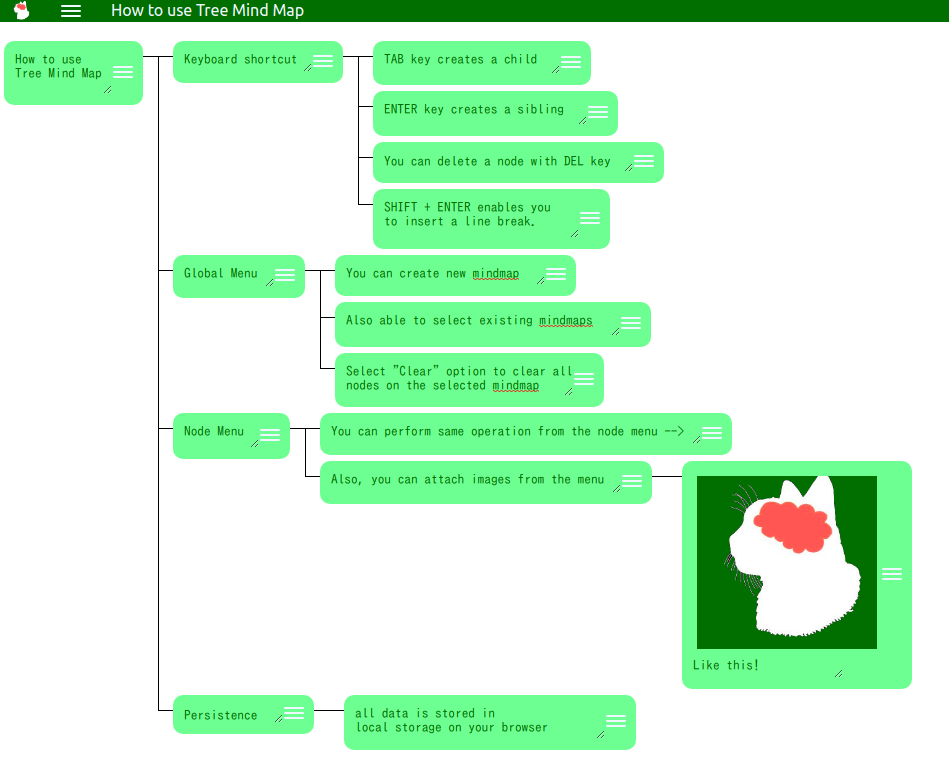 How to use Tree Mind Map
How to use
Tree Mind Map
Keyboard shortcut
TAB key creates a child
ENTER key creates a sibling
You can delete a node with DEL key
SHIFT + ENTER enables you
to insert a line break.
Global Menu
You can create new mindmap
Also able to select existing mindmaps
Select "Clear" option to clear all
nodes on the selected mindmap
Node Menu
You can perform same operation from the node menu -->
Also, you can attach images from the menu
Like this!
Persistence
all data is stored in
local storage on your browser